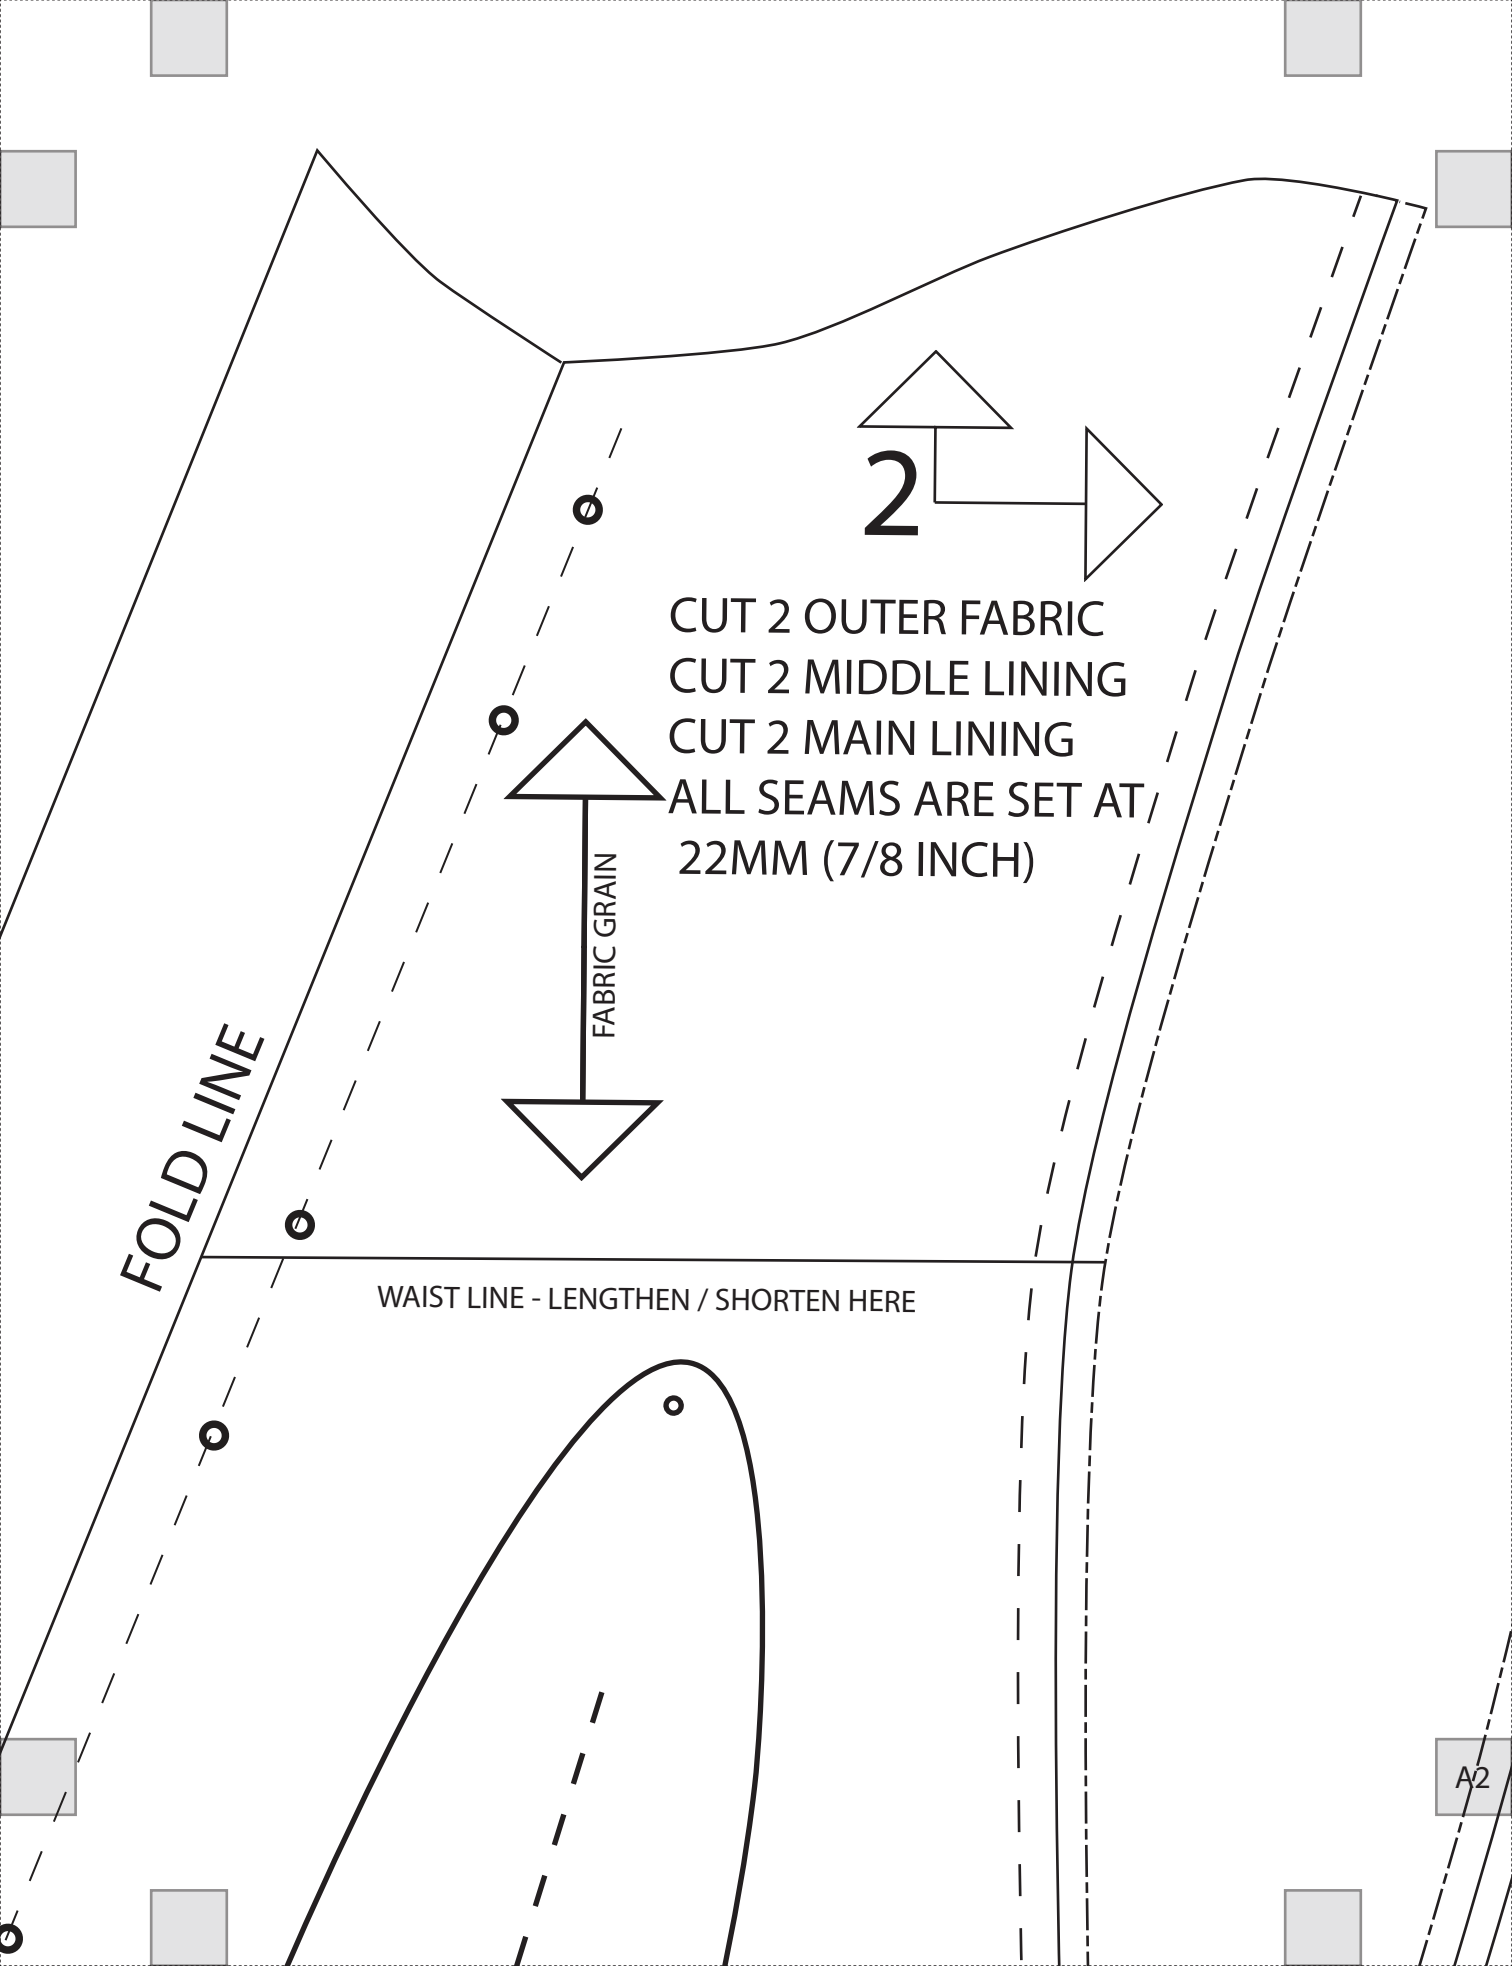 2
CUT 2 OUTER FABRIC
CUT 2 MIDDLE LINING
CUT 2 MAIN LINING
ALL SEAMS ARE SET AT
22MM (7/8 INCH)
FABRIC GRAIN
FOLD LINE
WAIST LINE - LENGTHEN / SHORTEN HERE
A2